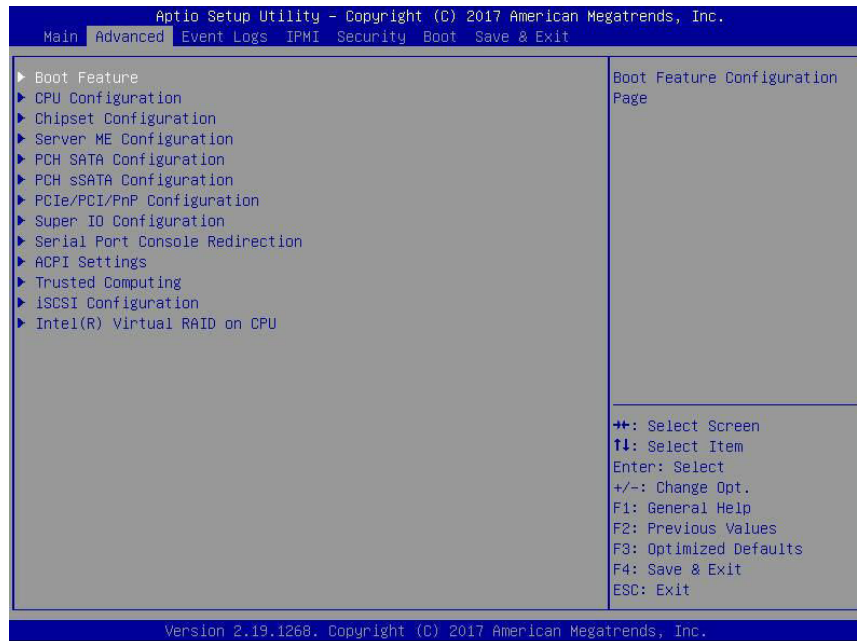 Aptio Setup Utility – Copyright (C) 2017 American Megatrends, Inc.
Main Advanced Event Logs IPMI Security Boot Save & Exit
▶ Boot Feature
▶ CPU Configuration
▶ Chipset Configuration
▶ Server ME Configuration
▶ PCH SATA Configuration
▶ PCH sSATA Configuration
▶ PCIe/PCI/PnP Configuration
▶ Super IO Configuration
▶ Serial Port Console Redirection
▶ ACPI Settings
▶ Trusted Computing
▶ iSCSI Configuration
▶ Intel(R) Virtual RAID on CPU
Boot Feature Configuration
Page
→←: Select Screen
↑↓: Select Item
Enter: Select
+/-: Change Opt.
F1: General Help
F2: Previous Values
F3: Optimized Defaults
F4: Save & Exit
ESC: Exit
Version 2.19.1268. Copyright (C) 2017 American Megatrends, Inc.